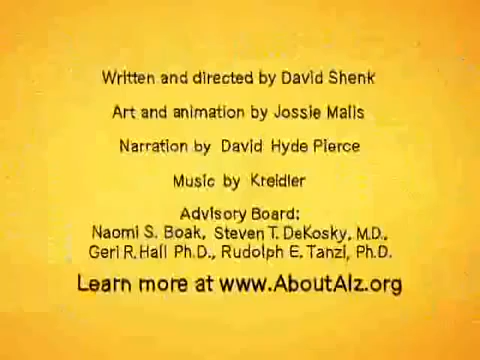 Written and directed by David Shenk
Art and animation by Jossie Malis
Narration by David Hyde Pierce
Music by Kreidler
Advisory Board:
Naomi S. Boak, Steven T. DeKosky, M.D.,
Geri R. Hall Ph.D., Rudolph E. Tanzi, Ph.D.
Learn more at www.AboutAlz.org